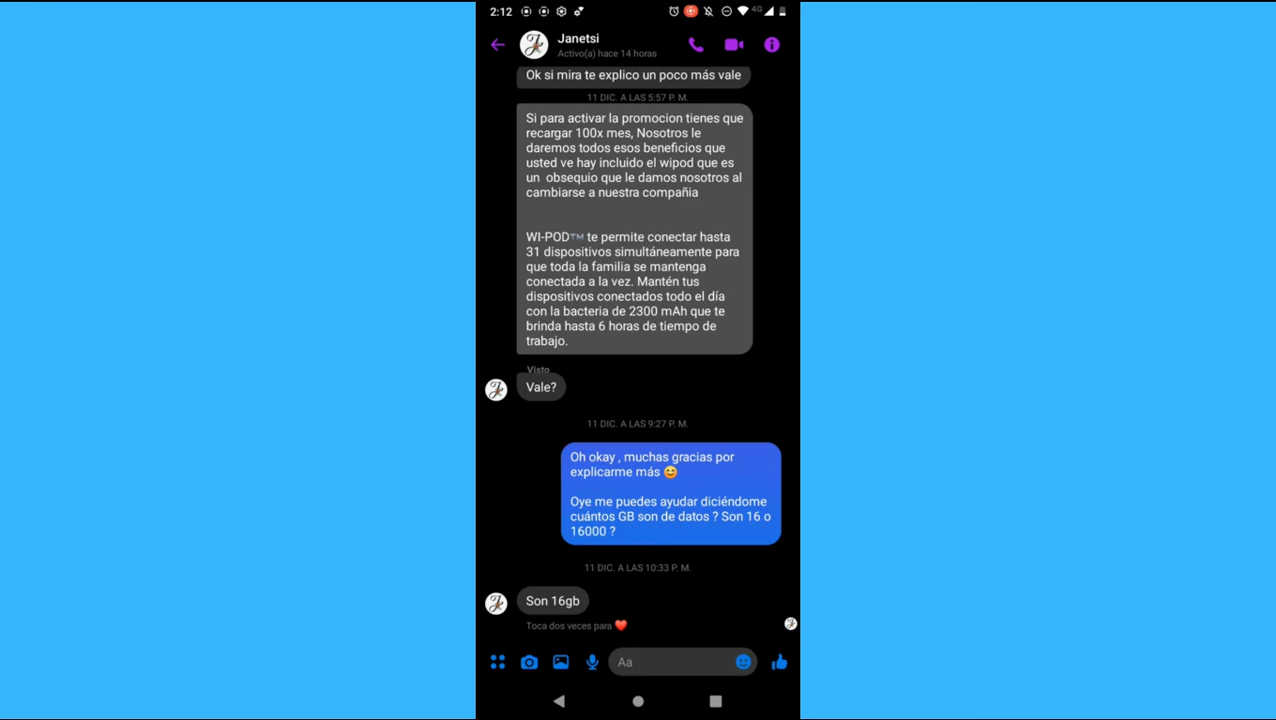 2:12
4G
Janetsi
Activo(a) hace 14 horas
Ok si mira te explico un poco más vale
11 DIC. A LAS 5:57 P. M.
Si para activar la promocion tienes que
recargar 100x mes, Nosotros le
daremos todos esos beneficios que
usted ve hay incluido el wipod que es
un obsequio que le damos nosotros al
cambiarse a nuestra compañia
WI-POD™ te permite conectar hasta
31 dispositivos simultáneamente para
que toda la familia se mantenga
conectada a la vez. Mantén tus
dispositivos conectados todo el día
con la bacteria de 2300 mAh que te
brinda hasta 6 horas de tiempo de
trabajo.
Visto
Vale?
11 DIC. A LAS 9:27 P. M.
Oh okay , muchas gracias por
explicarme más 😊
Oye me puedes ayudar diciéndome
cuántos GB son de datos ? Son 16 o
16000 ?
11 DIC. A LAS 10:33 P. M.
Son 16gb
Toca dos veces para ❤️
Aa